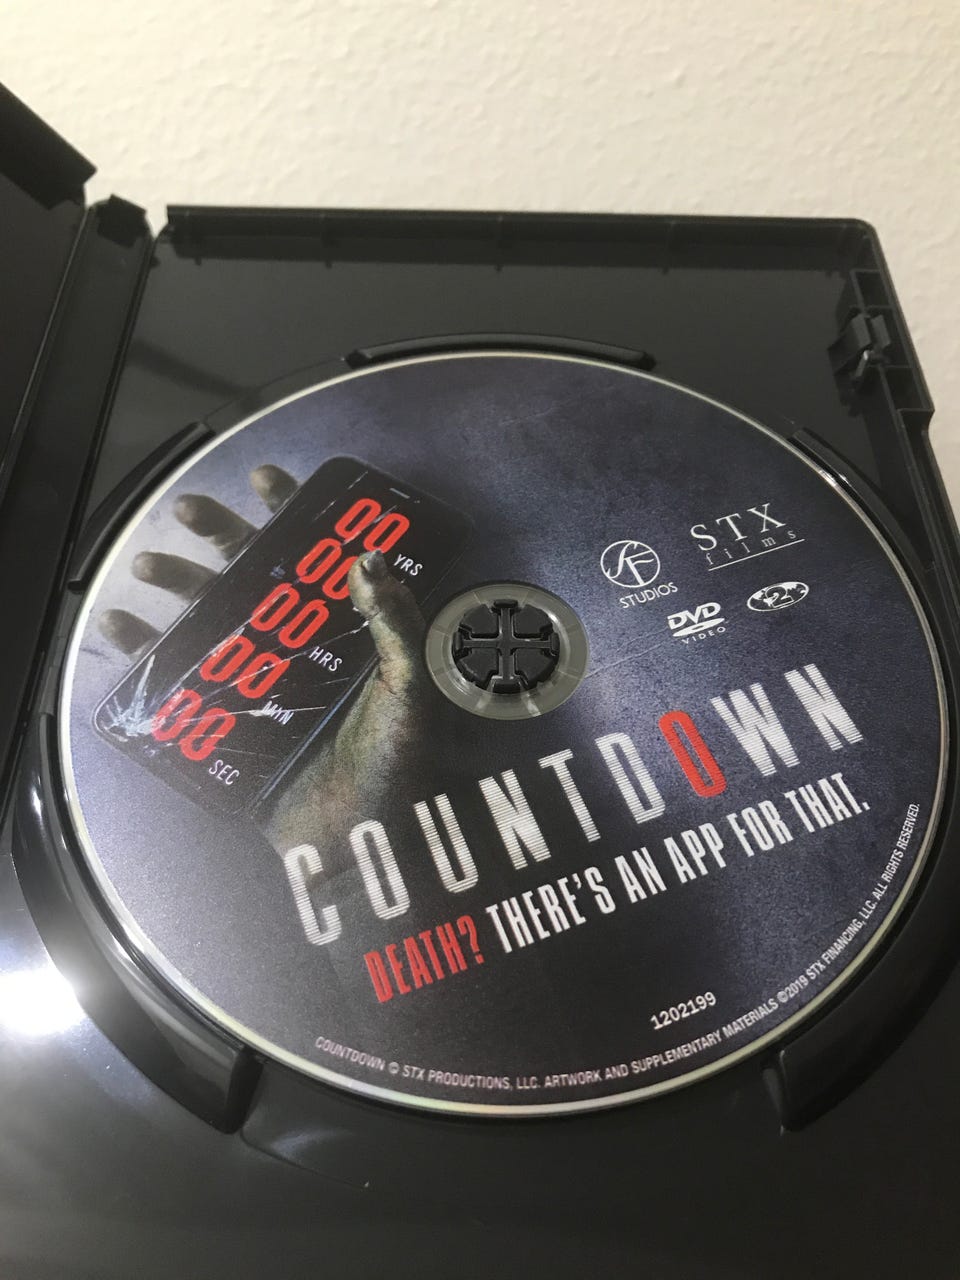 00 YRS
00
00 HRS
00 MIN
00 SEC
SF
STUDIOS
STX
films
DVD
VIDEO
2
COUNTDOWN
DEATH? THERE'S AN APP FOR THAT.
1202199
COUNTDOWN © STX PRODUCTIONS, LLC. ARTWORK AND SUPPLEMENTARY MATERIALS ©2019 STX FINANCING, LLC. ALL RIGHTS RESERVED.